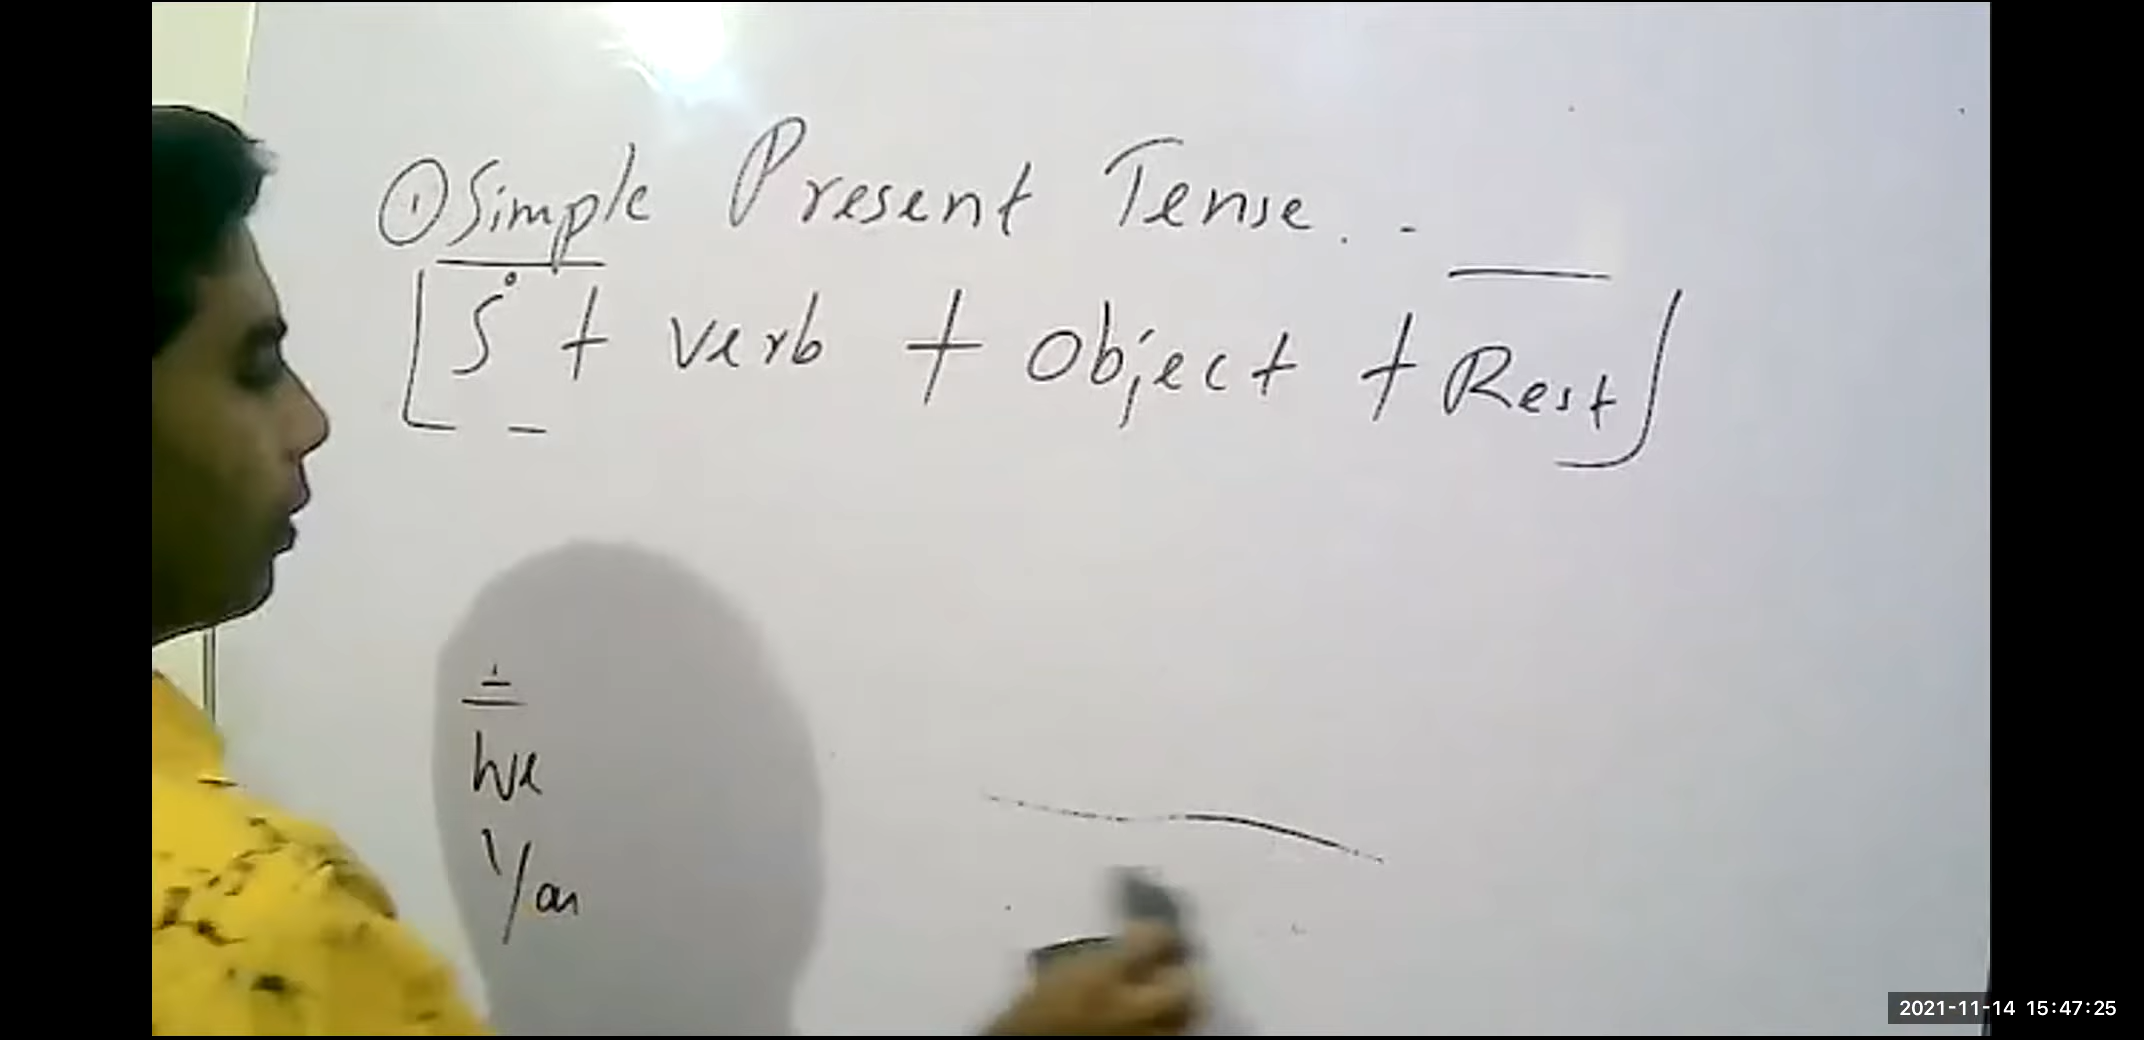 ① Simple Present Tense. -
[S + verb + Object + Rest]
We
You
2021-11-14 15:47:25